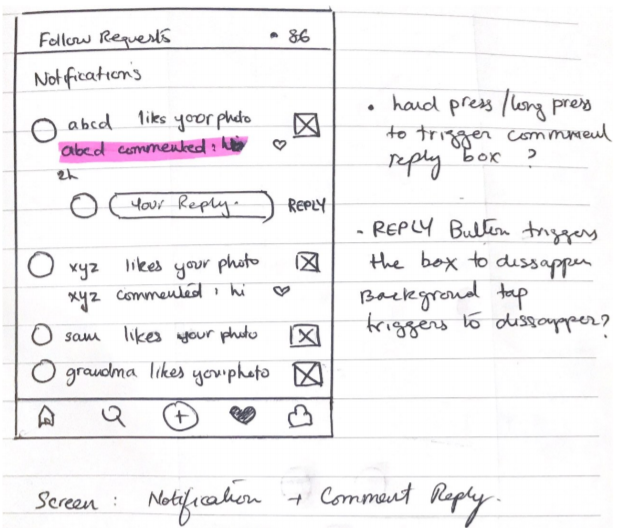 Follow Requests • 86
Notifications
abcd likes your photo
abcd commented : hi
2h
Your Reply. REPLY
xyz likes your photo
xyz commented : hi
sam likes your photo
grandma likes your photo
• hard press/long press
to trigger comment
reply box ?
- REPLY Button triggers
the box to dissapper
Background tap
triggers to dissapper?
Screen : Notification + Comment Reply.